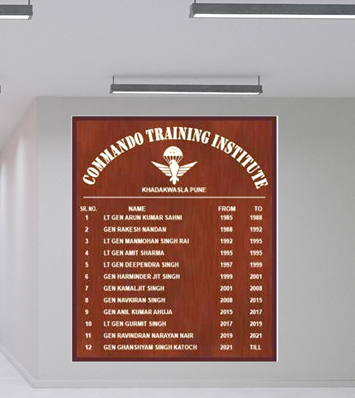 COMMANDO TRAINING INSTITUTE
KHADAKWASLA PUNE
SR. NO. NAME FROM TO
1 LT GEN ARUN KUMAR SAHNI 1985 1988
2 GEN RAKESH NANDAN 1988 1992
3 LT GEN MANMOHAN SINGH RAI 1992 1995
4 LT GEN AMIT SHARMA 1995 1995
5 LT GEN DEEPENDRA SINGH 1997 1999
6 GEN HARMINDER JIT SINGH 1999 2001
7 GEN KAMALJIT SINGH 2001 2008
8 GEN NAVKIRAN SINGH 2008 2015
9 GEN ANIL KUMAR AHUJA 2015 2017
10 LT GEN GURMIT SINGH 2017 2019
11 GEN RAVINDRAN NARAYAN NAIR 2019 2021
12 GEN GHANSHYAM SINGH KATOCH 2021 TILL